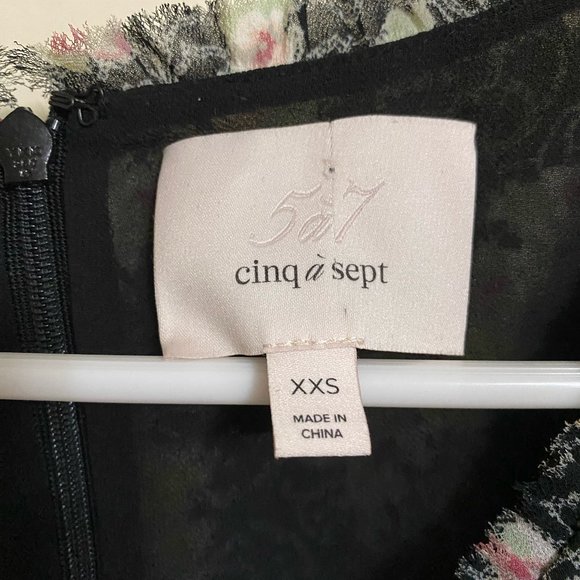 5à7
cinq à sept
XXS
MADE IN
CHINA